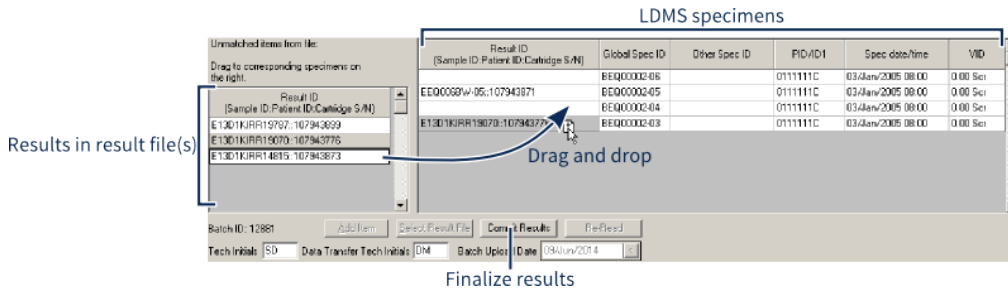 LDMS specimens
Unmatched items from file:
Drag to corresponding specimens on
the right.
Result ID
(Sample ID:Patient ID:Cartridge S/N)
E13D1KJRR19787::107943899
E13D1KJRR19070::107943776
E13D1KJRR14815::107943873
Results in result file(s)
Result ID
(Sample ID:Patient ID:Cartridge S/N) Global Spec ID Other Spec ID PID/ID1 Spec date/time VID
BEQ00002-06 0111111C 03/Jan/2005 08:00 0.00 Scr
EEQ0068W-05::107943871 BEQ00002-05 0111111C 03/Jan/2005 08:00 0.00 Scr
BEQ00002-04 0111111C 03/Jan/2005 08:00 0.00 Scr
E13D1KJRR19070::10794377 BEQ00002-03 0111111C 03/Jan/2005 08:00 0.00 Scr
Drag and drop
Batch ID: 12881 Add Item Select Result File Commit Results Re-Read
Tech Initials SD Data Transfer Tech Initials DM Batch Upload Date 09/Jun/2014
Finalize results